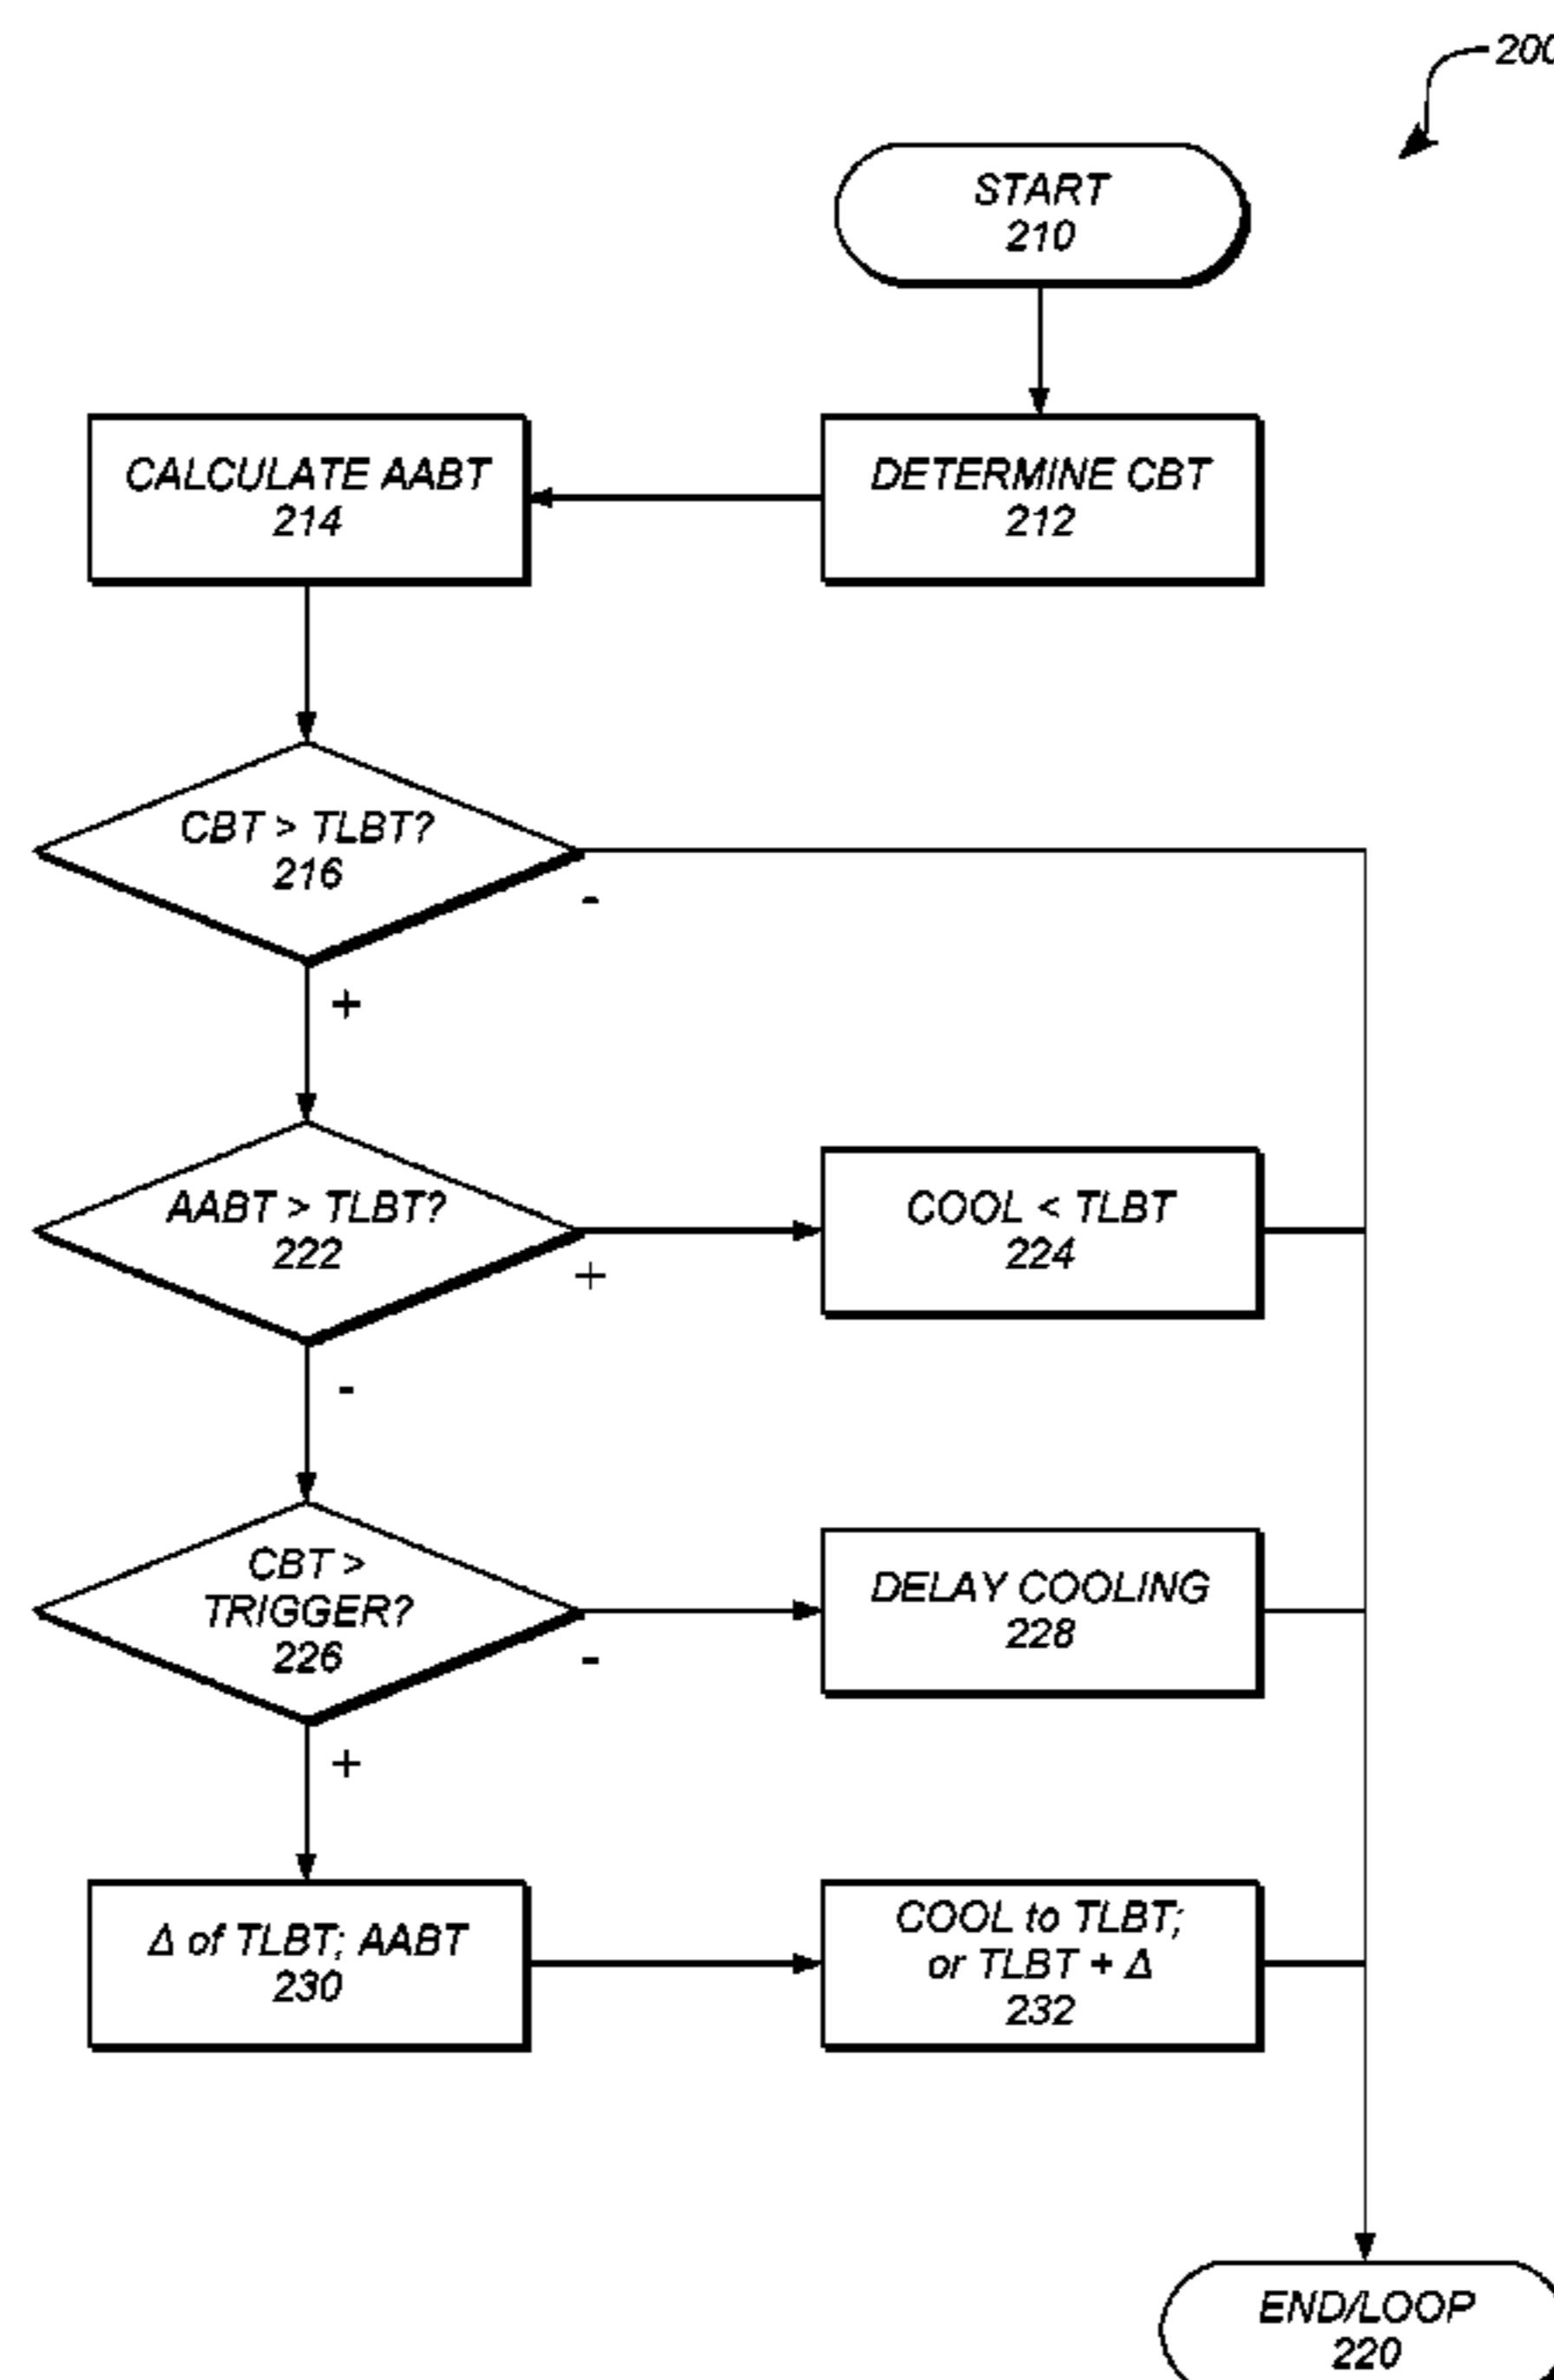 200
START
210
CALCULATE AABT
214
DETERMINE CBT
212
CBT > TLBT?
216
-
+
AABT > TLBT?
222
+
-
COOL < TLBT
224
CBT >
TRIGGER?
226
-
+
DELAY COOLING
228
Δ of TLBT; AABT
230
COOL to TLBT;
or TLBT + Δ
232
END/LOOP
220